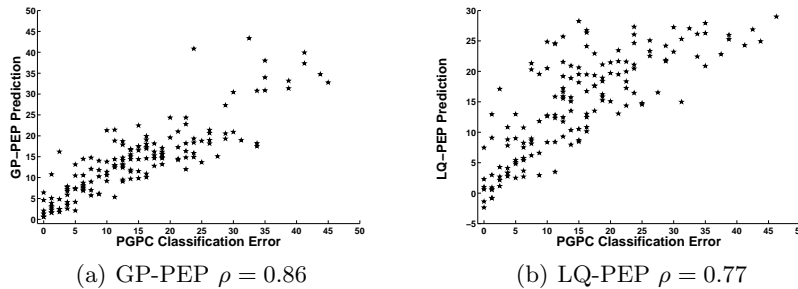 50
45
40
35
30
25
20
15
10
5
0
GP−PEP Prediction
0 5 10 15 20 25 30 35 40 45 50
PGPC Classification Error
(a) GP-PEP ρ = 0.86
30
25
20
15
10
5
0
−5
LQ−PEP Prediction
0 5 10 15 20 25 30 35 40 45 50
PGPC Classification Error
(b) LQ-PEP ρ = 0.77